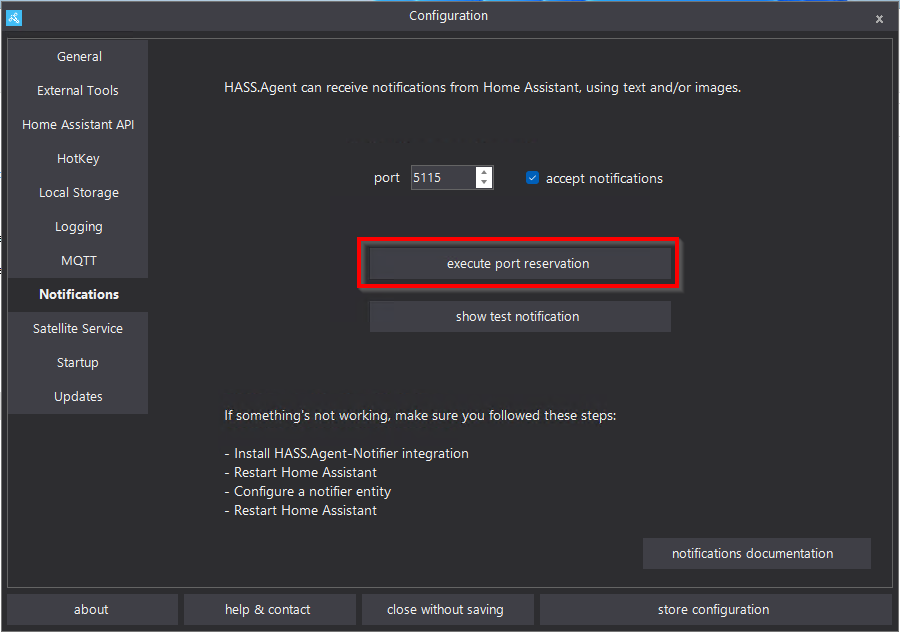 Configuration
x
General
External Tools
Home Assistant API
HotKey
Local Storage
Logging
MQTT
Notifications
Satellite Service
Startup
Updates
HASS.Agent can receive notifications from Home Assistant, using text and/or images.
port 5115 accept notifications
execute port reservation
show test notification
If something's not working, make sure you followed these steps:
- Install HASS.Agent-Notifier integration
- Restart Home Assistant
- Configure a notifier entity
- Restart Home Assistant
notifications documentation
about help & contact close without saving store configuration